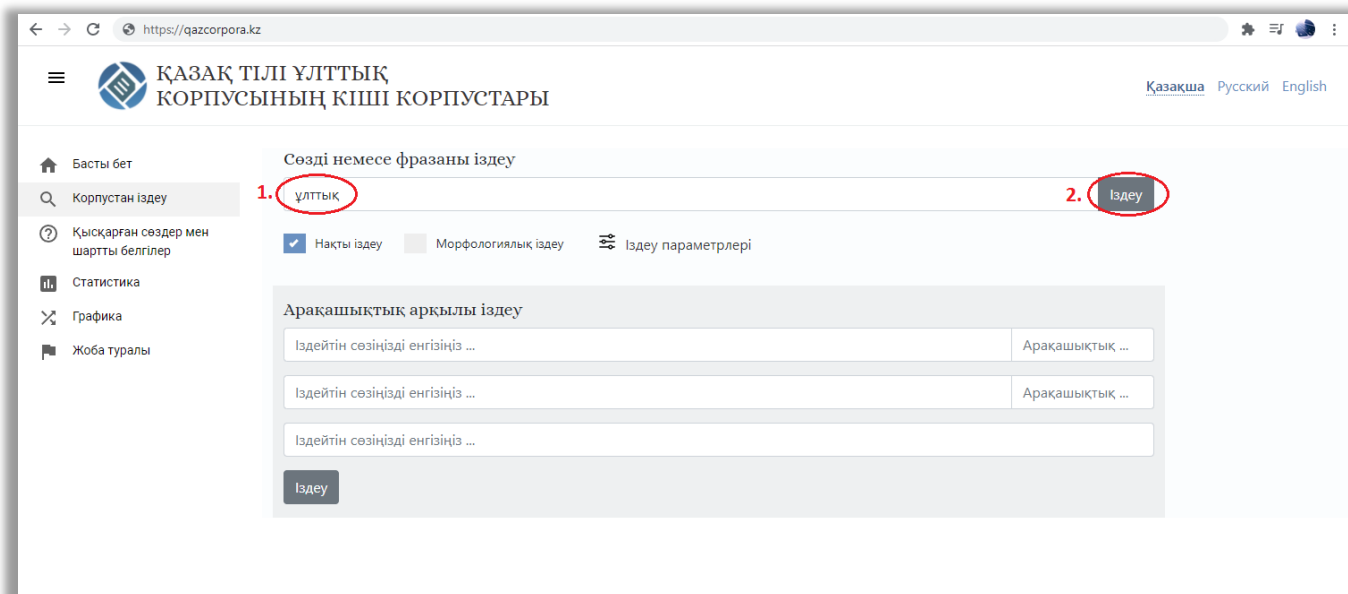 https://qazcorpora.kz
ҚАЗАҚ ТІЛІ ҰЛТТЫҚ
КОРПУСЫНЫҢ КІШІ КОРПУСТАРЫ
Қазақша Русский English
Басты бет
Корпустан іздеу
Қысқарған сөздер мен
шартты белгілер
Статистика
Графика
Жоба туралы
Сөзді немесе фразаны іздеу
1. ұлттық 2. Іздеу
Нақты іздеу Морфологиялық іздеу Іздеу параметрлері
Арақашықтық арқылы іздеу
Іздейтін сөзіңізді енгізіңіз ... Арақашықтық ...
Іздейтін сөзіңізді енгізіңіз ... Арақашықтық ...
Іздейтін сөзіңізді енгізіңіз ...
Іздеу